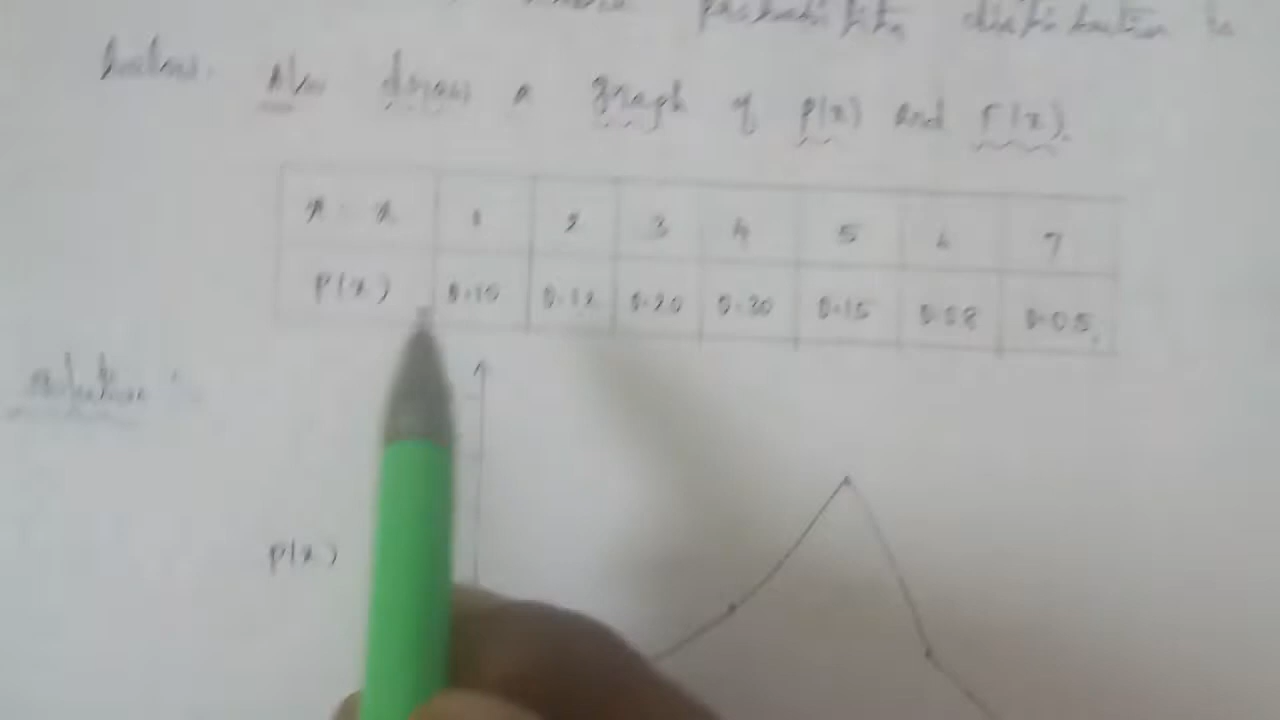 probability distribution is
below. Also draw a graph of P(x) and F(x).
X = x 1 2 3 4 5 6 7
P(x) 0.10 0.12 0.20 0.30 0.15 0.08 0.05
solution :
P(x)